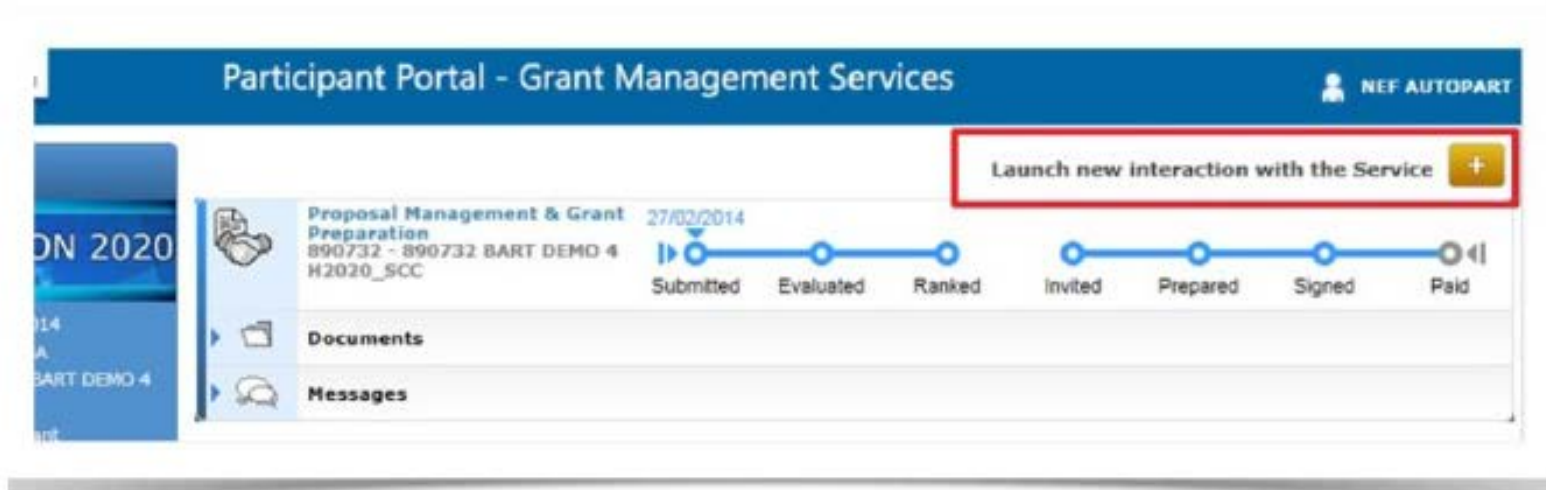 Participant Portal - Grant Management Services
NEF AUTOPART
Launch new interaction with the Service +
ON 2020
Proposal Management & Grant
Preparation
890732 - 890732 BART DEMO 4
H2020_SCC
27/02/2014
Submitted Evaluated Ranked Invited Prepared Signed Paid
014
A
BART DEMO 4
Documents
Messages